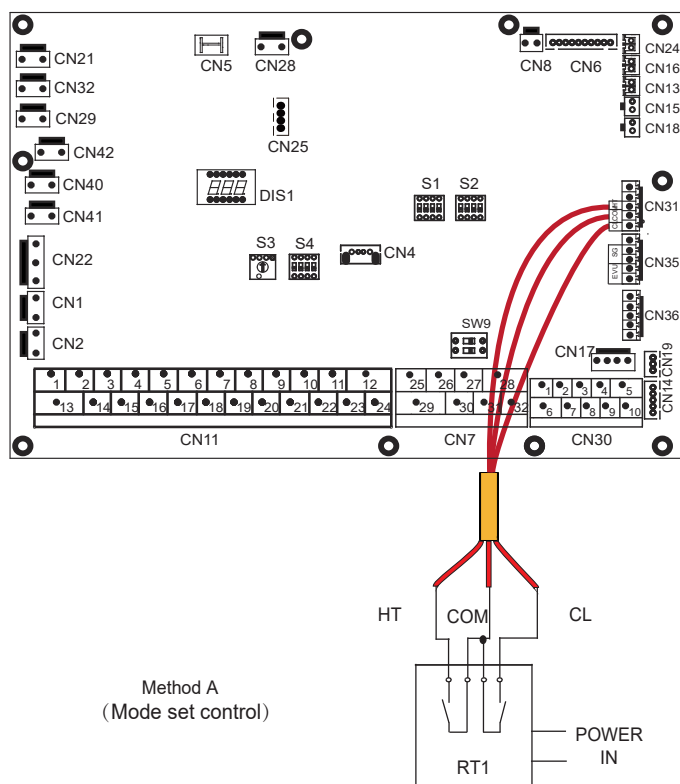 CN21
CN32
CN29
CN42
CN40
CN41
CN22
CN1
CN2
CN5
CN28
CN25
DIS1
S3
S4
CN4
S1
S2
SW9
CN8
CN6
CN24
CN16
CN13
CN15
CN18
CN31
CN35
SG
EVU
CN36
CN17
CN19
CN14
1 2 3 4 5 6 7 8 9 10 11 12
13 14 15 16 17 18 19 20 21 22 23 24
CN11
25 26 27 28
29 30 31 32
CN7
1 2 3 4 5
6 7 8 9 10
CN30
HT
COM
CL
RT1
POWER
IN
Method A
（Mode set control）